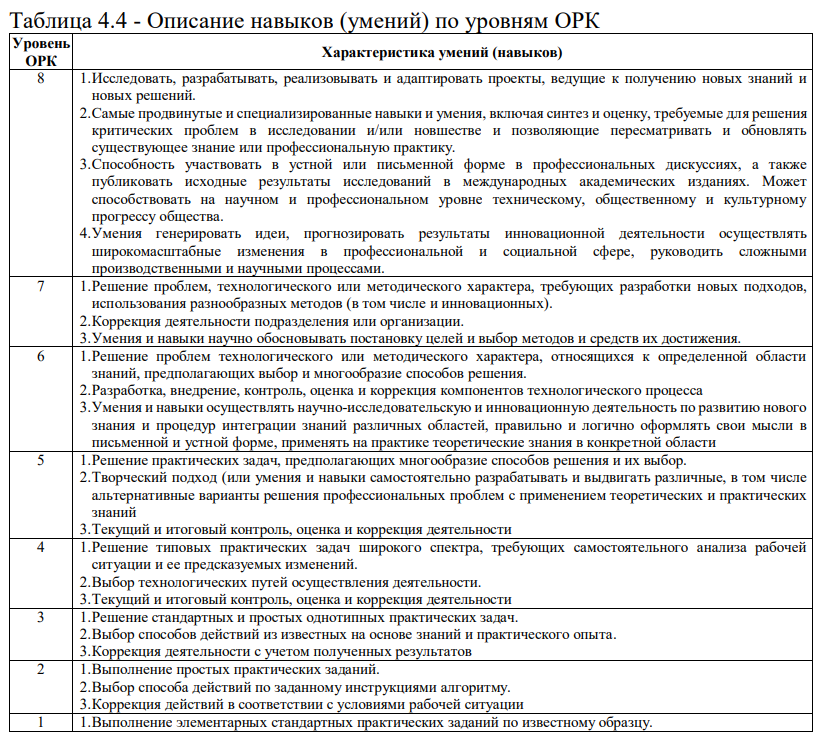 Таблица 4.4 - Описание навыков (умений) по уровням ОРК
Уровень ОРК
Характеристика умений (навыков)
8
1.Исследовать, разрабатывать, реализовывать и адаптировать проекты, ведущие к получению новых знаний и
новых решений.
2.Самые продвинутые и специализированные навыки и умения, включая синтез и оценку, требуемые для решения
критических проблем в исследовании и/или новшестве и позволяющие пересматривать и обновлять
существующее знание или профессиональную практику.
3.Способность участвовать в устной или письменной форме в профессиональных дискуссиях, а также
публиковать исходные результаты исследований в международных академических изданиях. Может
способствовать на научном и профессиональном уровне техническому, общественному и культурному
прогрессу общества.
4.Умения генерировать идеи, прогнозировать результаты инновационной деятельности осуществлять
широкомасштабные изменения в профессиональной и социальной сфере, руководить сложными
производственными и научными процессами.
7
1.Решение проблем, технологического или методического характера, требующих разработки новых подходов,
использования разнообразных методов (в том числе и инновационных).
2.Коррекция деятельности подразделения или организации.
3.Умения и навыки научно обосновывать постановку целей и выбор методов и средств их достижения.
6
1.Решение проблем технологического или методического характера, относящихся к определенной области
знаний, предполагающих выбор и многообразие способов решения.
2.Разработка, внедрение, контроль, оценка и коррекция компонентов технологического процесса
3.Умения и навыки осуществлять научно-исследовательскую и инновационную деятельность по развитию нового
знания и процедур интеграции знаний различных областей, правильно и логично оформлять свои мысли в
письменной и устной форме, применять на практике теоретические знания в конкретной области
5
1.Решение практических задач, предполагающих многообразие способов решения и их выбор.
2.Творческий подход (или умения и навыки самостоятельно разрабатывать и выдвигать различные, в том числе
альтернативные варианты решения профессиональных проблем с применением теоретических и практических
знаний
3.Текущий и итоговый контроль, оценка и коррекция деятельности
4
1.Решение типовых практических задач широкого спектра, требующих самостоятельного анализа рабочей
ситуации и ее предсказуемых изменений.
2.Выбор технологических путей осуществления деятельности.
3.Текущий и итоговый контроль, оценка и коррекция деятельности
3
1.Решение стандартных и простых однотипных практических задач.
2.Выбор способов действий из известных на основе знаний и практического опыта.
3.Коррекция деятельности с учетом полученных результатов
2
1.Выполнение простых практических заданий.
2.Выбор способа действий по заданному инструкциями алгоритму.
3.Коррекция действий в соответствии с условиями рабочей ситуации
1
1.Выполнение элементарных стандартных практических заданий по известному образцу.